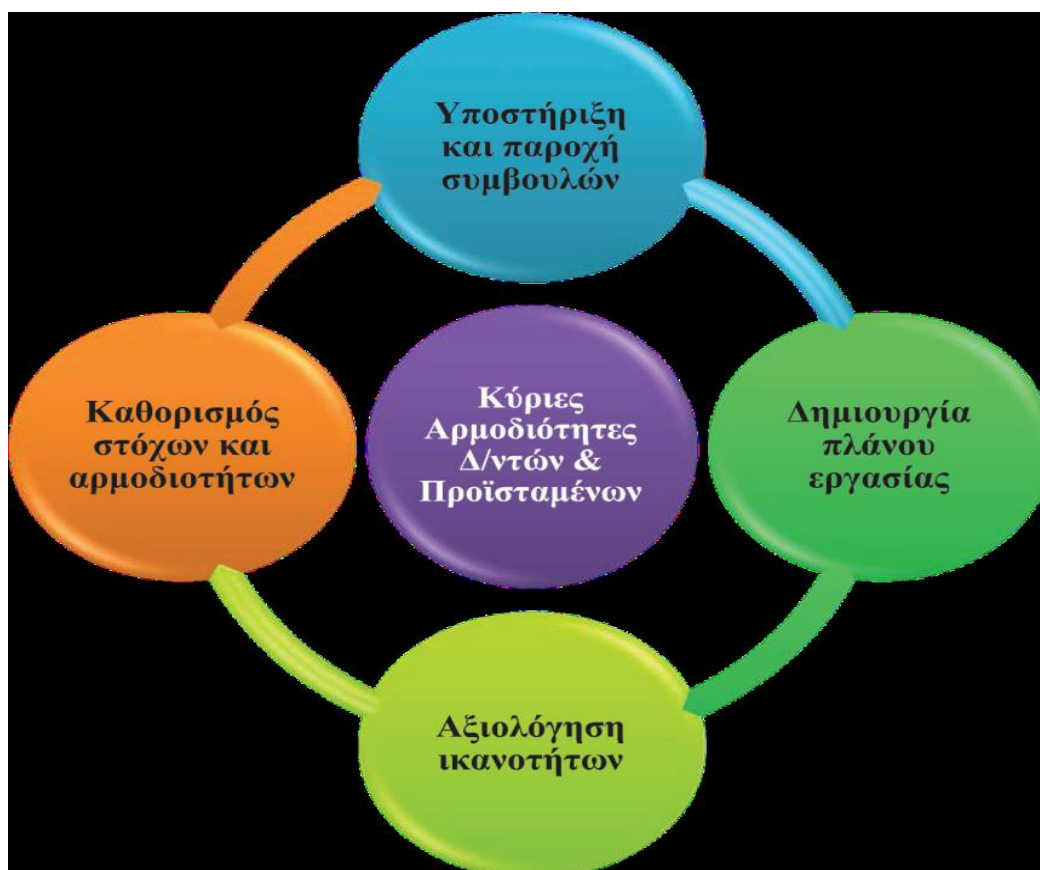 Υποστήριξη
και παροχή
συμβουλών
Καθορισμός
στόχων και
αρμοδιοτήτων
Κύριες
Αρμοδιότητες
Δ/ντών &
Προϊσταμένων
Δημιουργία
πλάνου
εργασίας
Αξιολόγηση
ικανοτήτων